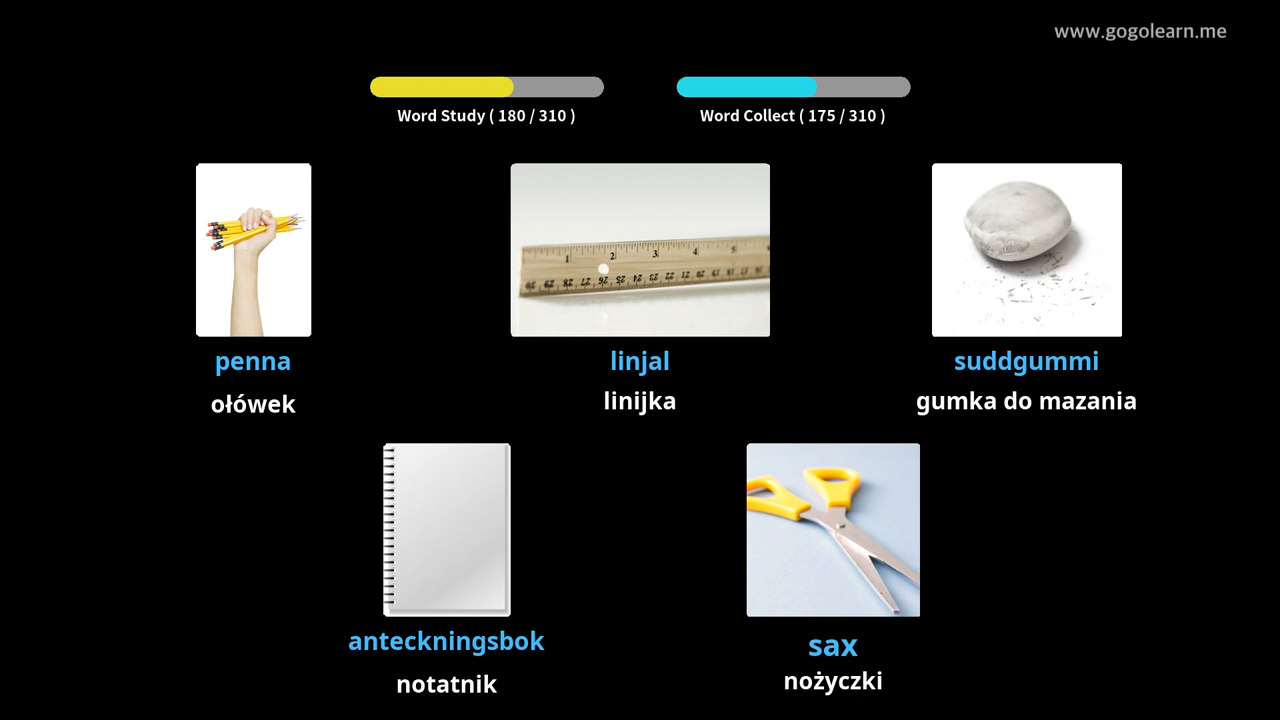 www.gogolearn.me
Word Study ( 180 / 310 )
Word Collect ( 175 / 310 )
penna
linjal
suddgummi
ołówek
linijka
gumka do mazania
anteckningsbok
sax
notatnik
nożyczki